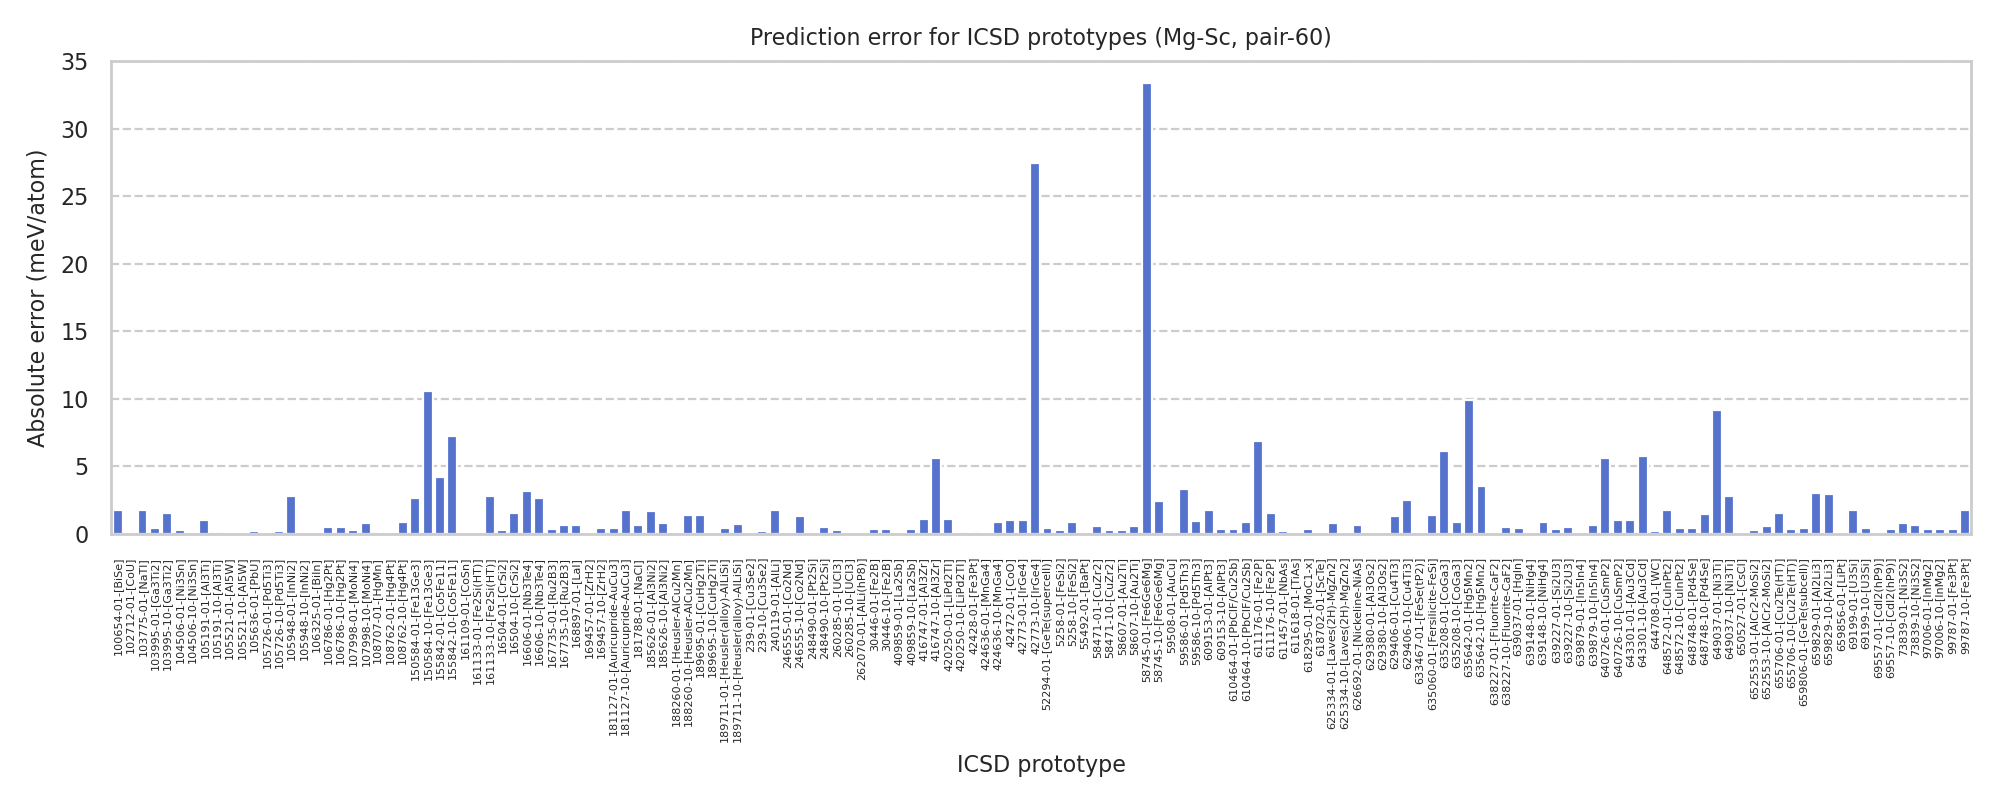 Prediction error for ICSD prototypes (Mg-Sc, pair-60)
Absolute error (meV/atom)
35
30
25
20
15
10
5
0
100654-01-[BiSe]
102712-01-[CoU]
103775-01-[NaTl]
103995-01-[Ga3Ti2]
103995-10-[Ga3Ti2]
104506-01-[Ni3Sn]
104506-10-[Ni3Sn]
105191-01-[Al3Ti]
105191-10-[Al3Ti]
105521-01-[Al5W]
105521-10-[Al5W]
105636-01-[PbU]
105726-01-[Pd5Ti3]
105726-10-[Pd5Ti3]
105948-01-[InNi2]
105948-10-[InNi2]
106325-01-[BiIn]
106786-01-[Hg2Pt]
106786-10-[Hg2Pt]
107998-01-[MoNi4]
107998-10-[MoNi4]
108707-01-[HgMn]
108762-01-[Hg4Pt]
108762-10-[Hg4Pt]
150584-01-[Fe13Ge3]
150584-10-[Fe13Ge3]
155842-01-[Co5Fe11]
155842-10-[Co5Fe11]
161109-01-[CoSn]
161133-01-[Fe2Si(HT)]
161133-10-[Fe2Si(HT)]
16504-01-[CrSi2]
16504-10-[CrSi2]
16606-01-[Nb3Te4]
16606-10-[Nb3Te4]
167735-01-[Ru2B3]
167735-10-[Ru2B3]
168897-01-[LaI]
169457-01-[ZrH2]
169457-10-[ZrH2]
181127-01-[Auricupride-AuCu3]
181127-10-[Auricupride-AuCu3]
181788-01-[NaCl]
185626-01-[Al3Ni2]
185626-10-[Al3Ni2]
188260-01-[Heusler-AlCu2Mn]
188260-10-[Heusler-AlCu2Mn]
189695-01-[CuHg2Ti]
189695-10-[CuHg2Ti]
189711-01-[Heusler(alloy)-AlLiSi]
189711-10-[Heusler(alloy)-AlLiSi]
239-01-[Cu3Se2]
239-10-[Cu3Se2]
240119-01-[AlLi]
246555-01-[Co2Nd]
246555-10-[Co2Nd]
248490-01-[Pt2Si]
248490-10-[Pt2Si]
260285-01-[UCl3]
260285-10-[UCl3]
262070-01-[AlLi(hP8)]
30446-01-[Fe2B]
30446-10-[Fe2B]
409859-01-[La2Sb]
409859-10-[La2Sb]
416747-01-[Al3Zr]
416747-10-[Al3Zr]
420250-01-[LiPd2Tl]
420250-10-[LiPd2Tl]
42428-01-[Fe3Pt]
424636-01-[MnGa4]
424636-10-[MnGa4]
42472-01-[CoO]
42773-01-[IrGe4]
42773-10-[IrGe4]
52294-01-[GeTe(supercell)]
5258-01-[FeSi2]
5258-10-[FeSi2]
55492-01-[BaPt]
58471-01-[CuZr2]
58471-10-[CuZr2]
58607-01-[Au2Ti]
58607-10-[Au2Ti]
58745-01-[Fe6Ge6Mg]
58745-10-[Fe6Ge6Mg]
59508-01-[AuCu]
59586-01-[Pd5Th3]
59586-10-[Pd5Th3]
609153-01-[AlPt3]
609153-10-[AlPt3]
610464-01-[PbClF/Cu2Sb]
610464-10-[PbClF/Cu2Sb]
611176-01-[Fe2P]
611176-10-[Fe2P]
611457-01-[NbAs]
611618-01-[TiAs]
618295-01-[MoC1-x]
618702-01-[ScTe]
625334-01-[Laves(2H)-MgZn2]
625334-10-[Laves(2H)-MgZn2]
626692-01-[Nickeline-NiAs]
629380-01-[Al3Os2]
629380-10-[Al3Os2]
629406-01-[Cu4Ti3]
629406-10-[Cu4Ti3]
633467-01-[FeSe(tP2)]
635060-01-[Fersilicite-FeSi]
635208-01-[CoGa3]
635208-10-[CoGa3]
635642-01-[Hg5Mn2]
635642-10-[Hg5Mn2]
638227-01-[Fluorite-CaF2]
638227-10-[Fluorite-CaF2]
639037-01-[HgIn]
639148-01-[NiHg4]
639148-10-[NiHg4]
639227-01-[Si2U3]
639227-10-[Si2U3]
639879-01-[In5In4]
639879-10-[In5In4]
640726-01-[CuSmP2]
640726-10-[CuSmP2]
643301-01-[Au3Cd]
643301-10-[Au3Cd]
644708-01-[WC]
648572-01-[CuInPt2]
648572-10-[CuInPt2]
648748-01-[Pd4Se]
648748-10-[Pd4Se]
649037-01-[Ni3Ti]
649037-10-[Ni3Ti]
650527-01-[CsCl]
652553-01-[AlCr2-MoSi2]
652553-10-[AlCr2-MoSi2]
655706-01-[Cu2Te(HT)]
655706-10-[Cu2Te(HT)]
659806-01-[GeTe(subcell)]
659829-01-[Al2Li3]
659829-10-[Al2Li3]
659856-01-[LiPt]
69199-01-[U3Si]
69199-10-[U3Si]
69557-01-[CdI2(hP9)]
69557-10-[CdI2(hP9)]
73839-01-[Ni3S2]
73839-10-[Ni3S2]
97006-01-[InMg2]
97006-10-[InMg2]
99787-01-[Fe3Pt]
99787-10-[Fe3Pt]
ICSD prototype